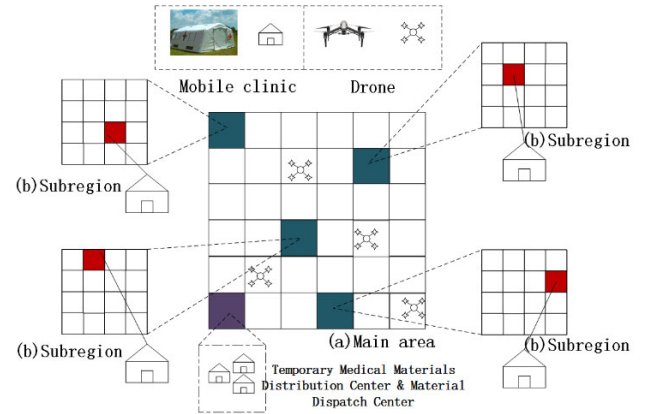 Mobile clinic
Drone
(b)Subregion
(b)Subregion
(b)Subregion
(b)Subregion
(a)Main area
Temporary Medical Materials
Distribution Center & Material
Dispatch Center